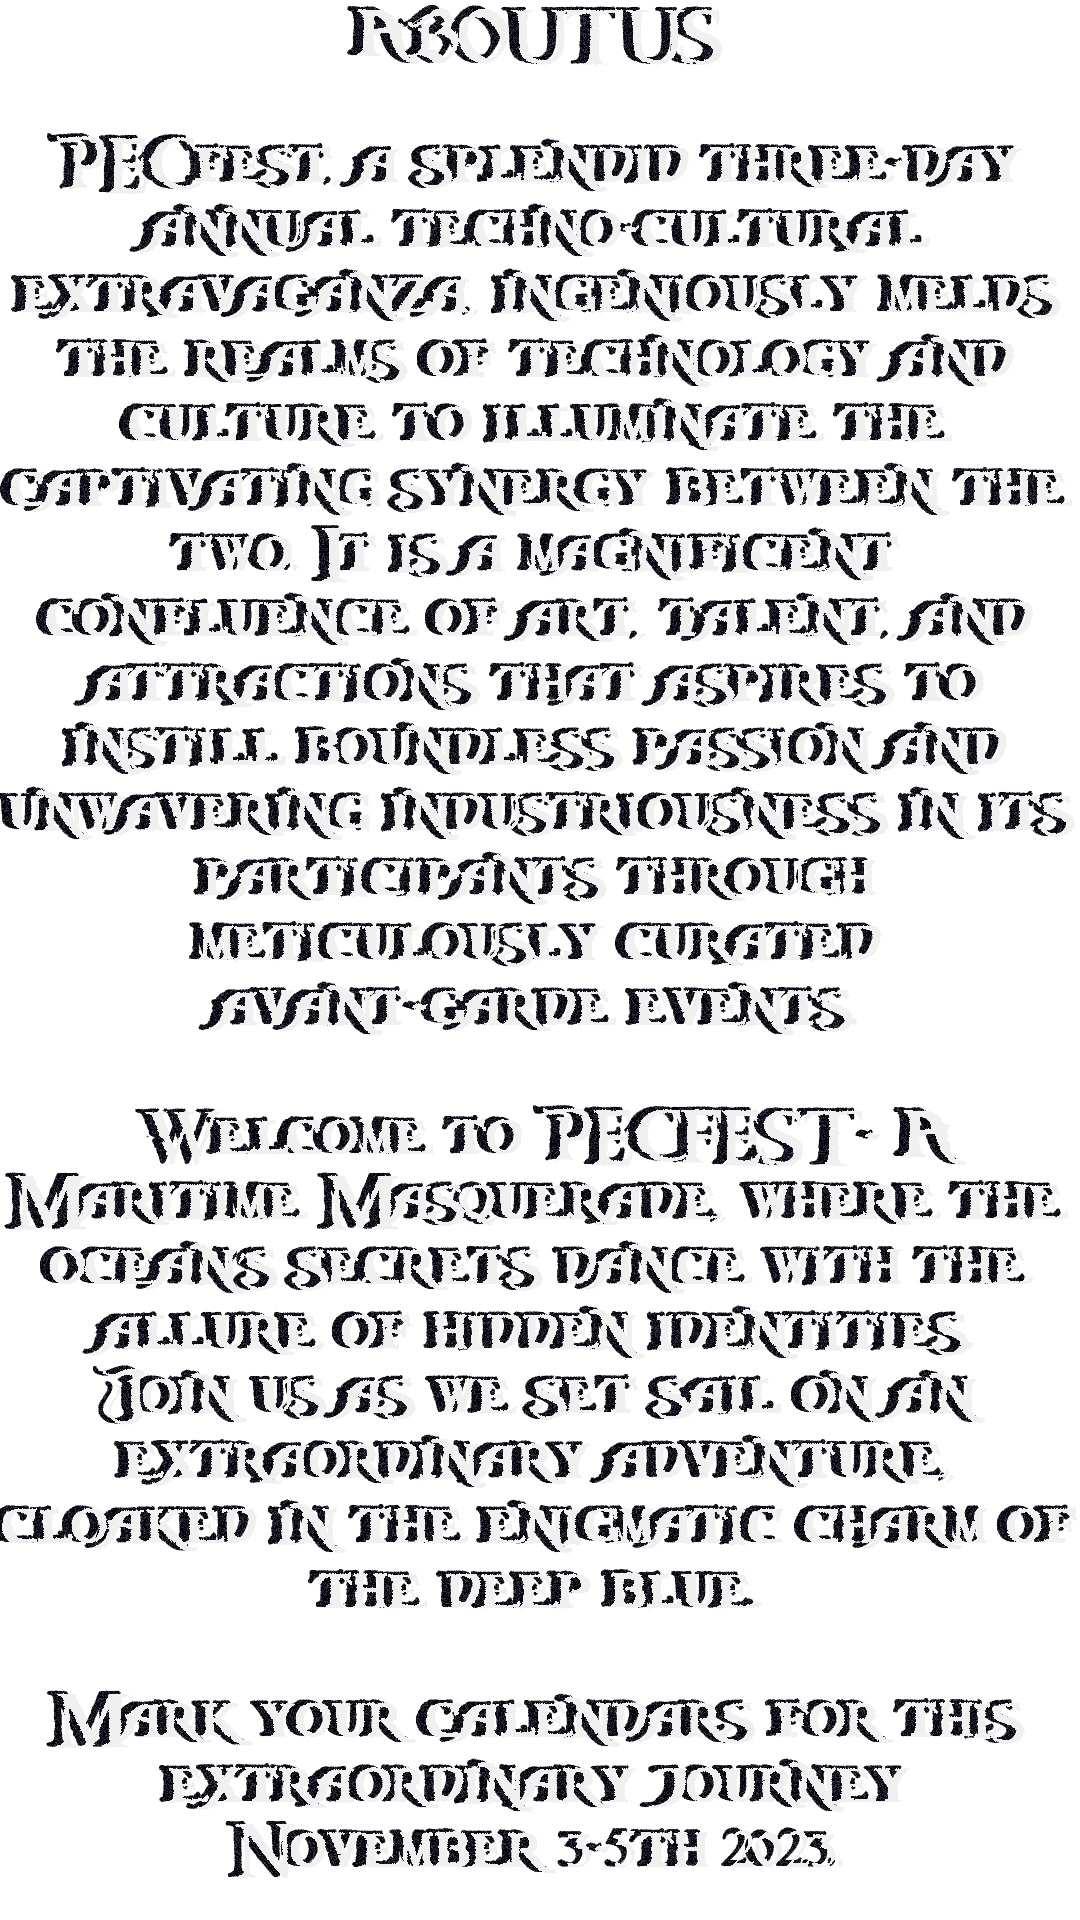 About Us
PECfest, a splendid three-day
annual techno-cultural
extravaganza, ingeniously melds
the realms of technology and
culture to illuminate the
captivating synergy between the
two. It is a magnificent
confluence of art, talent, and
attractions that aspires to
instill boundless passion and
unwavering industriousness in its
participants through
meticulously curated
avant-garde events
Welcome to PECFEST- A
Maritime Masquerade, where the
oceans secrets dance with the
allure of hidden identities
Join us as we set sail on an
extraordinary adventure,
cloaked in the enigmatic charm of
the deep blue.
Mark your calendars for this
extraordinary journey
November 3-5th 2023.